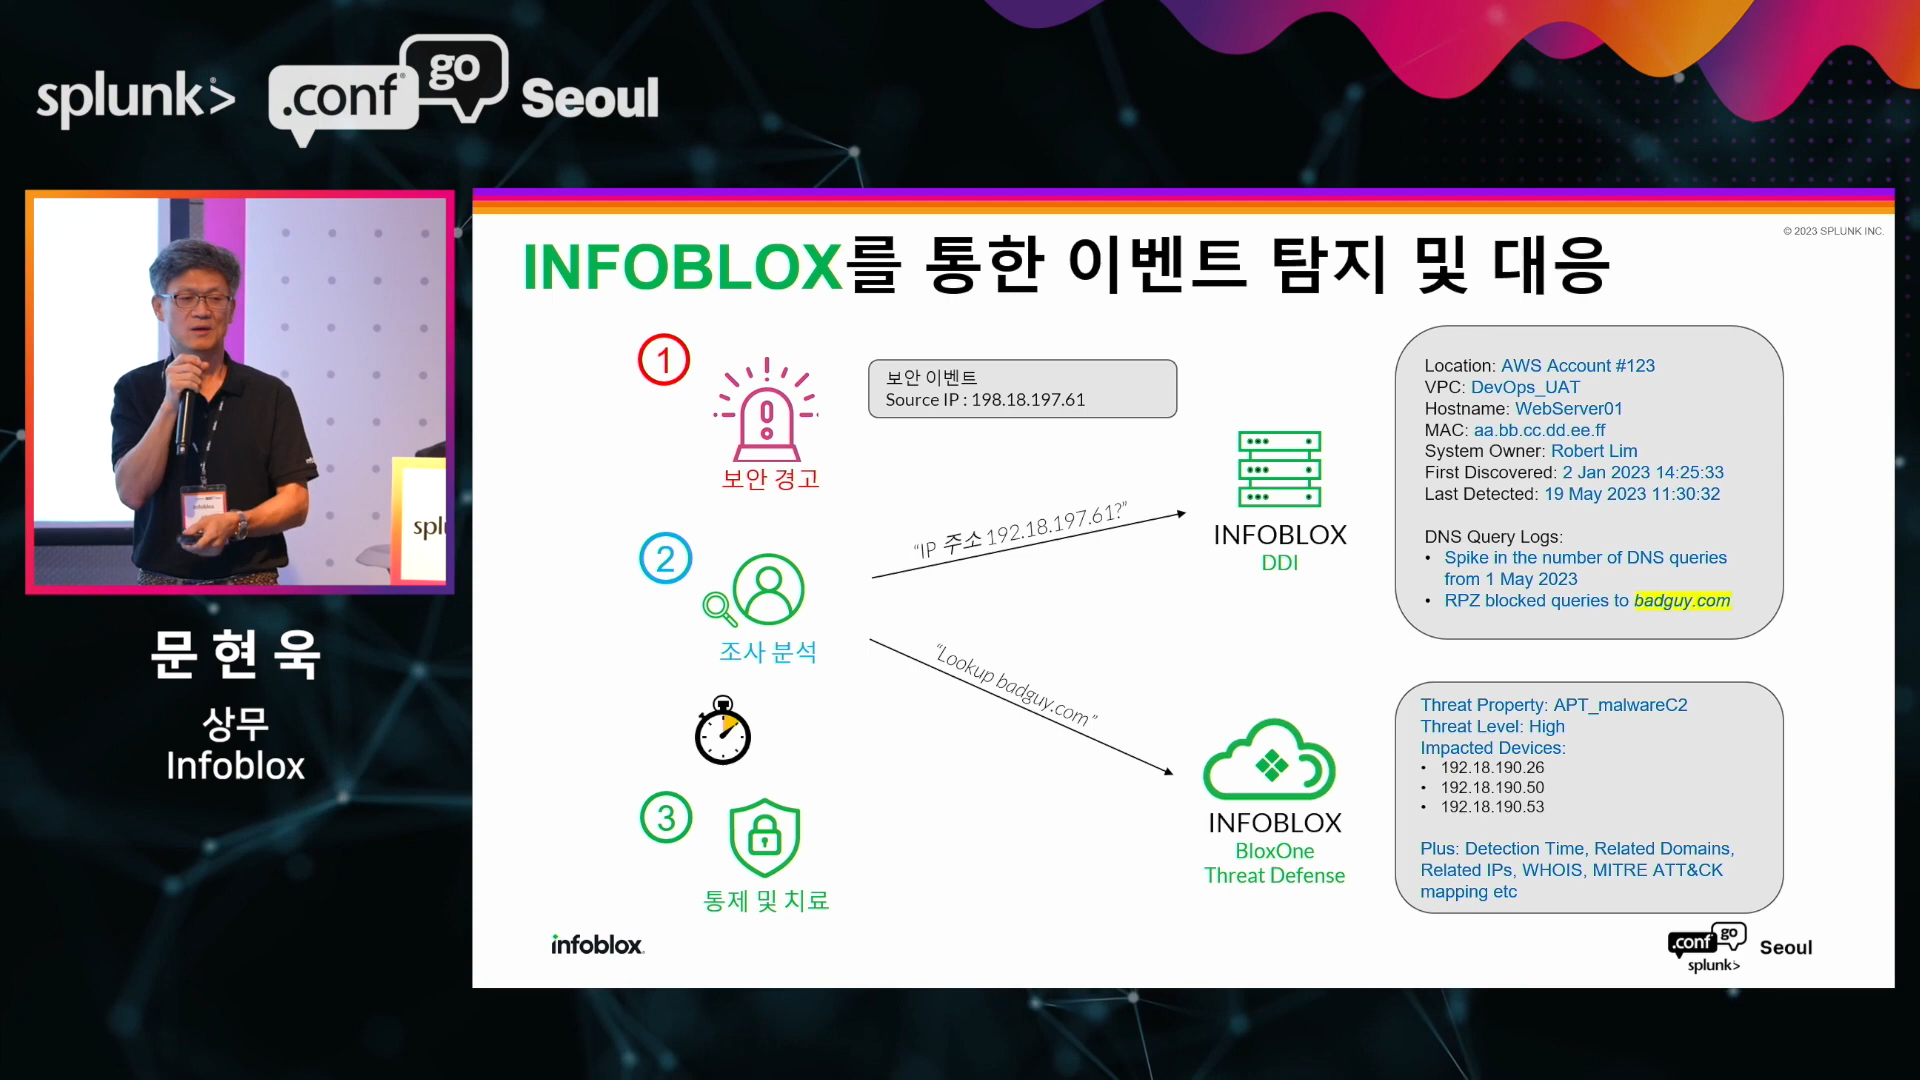 splunk>
.conf go Seoul
infoblox
spl
문 현 욱
상무
Infoblox
© 2023 SPLUNK INC.
INFOBLOX를 통한 이벤트 탐지 및 대응
1
보안 경고
보안 이벤트
Source IP : 198.18.197.61
2
조사 분석
"IP 주소 192.18.197.61?"
"Lookup badguy.com"
3
통제 및 치료
INFOBLOX
DDI
INFOBLOX
BloxOne
Threat Defense
Location: AWS Account #123
VPC: DevOps_UAT
Hostname: WebServer01
MAC: aa.bb.cc.dd.ee.ff
System Owner: Robert Lim
First Discovered: 2 Jan 2023 14:25:33
Last Detected: 19 May 2023 11:30:32
DNS Query Logs:
• Spike in the number of DNS queries
from 1 May 2023
• RPZ blocked queries to badguy.com
Threat Property: APT_malwareC2
Threat Level: High
Impacted Devices:
• 192.18.190.26
• 192.18.190.50
• 192.18.190.53
Plus: Detection Time, Related Domains,
Related IPs, WHOIS, MITRE ATT&CK
mapping etc
infoblox.
.conf go Seoul
splunk>